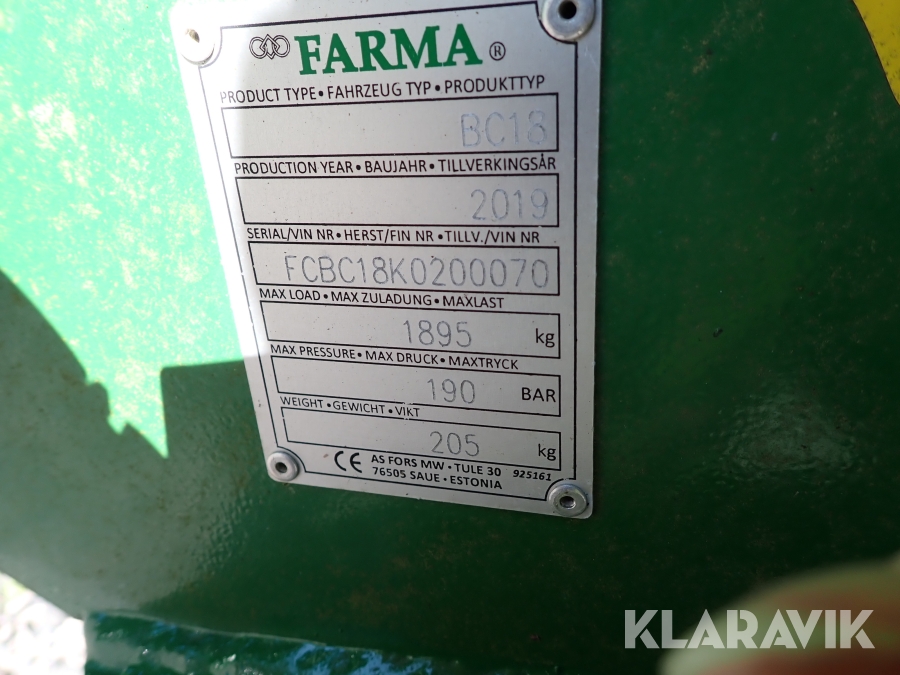 FARMA ®
PRODUCT TYPE • FAHRZEUG TYP • PRODUKTTYP
BC18
PRODUCTION YEAR • BAUJAHR • TILLVERKINGSÅR
2019
SERIAL/VIN NR • HERST/FIN NR • TILLV./VIN NR
FCBC18K0200070
MAX LOAD • MAX ZULADUNG • MAXLAST
1895 kg
MAX PRESSURE • MAX DRUCK • MAXTRYCK
190 BAR
WEIGHT • GEWICHT • VIKT
205 kg
CE AS FORS MW • TULE 30 925161
76505 SAUE • ESTONIA
KLARAVIK